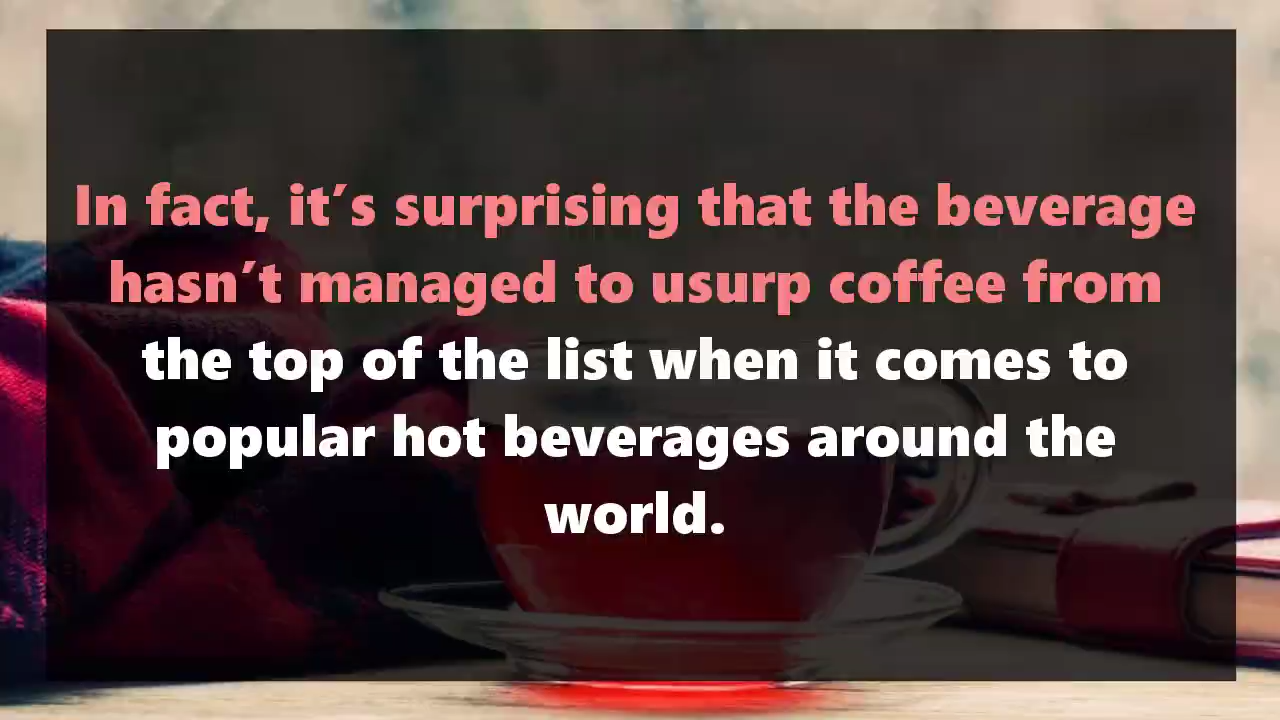 In fact, it´s surprising that the beverage
hasn´t managed to usurp coffee from
the top of the list when it comes to
popular hot beverages around the
world.